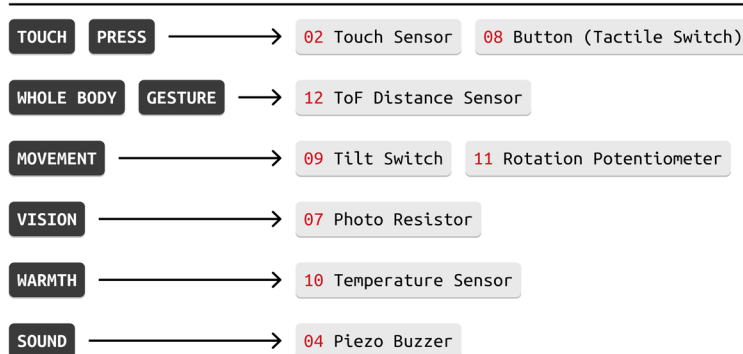 TOUCH PRESS 02 Touch Sensor 08 Button (Tactile Switch)
WHOLE BODY GESTURE 12 ToF Distance Sensor
MOVEMENT 09 Tilt Switch 11 Rotation Potentiometer
VISION 07 Photo Resistor
WARMTH 10 Temperature Sensor
SOUND 04 Piezo Buzzer